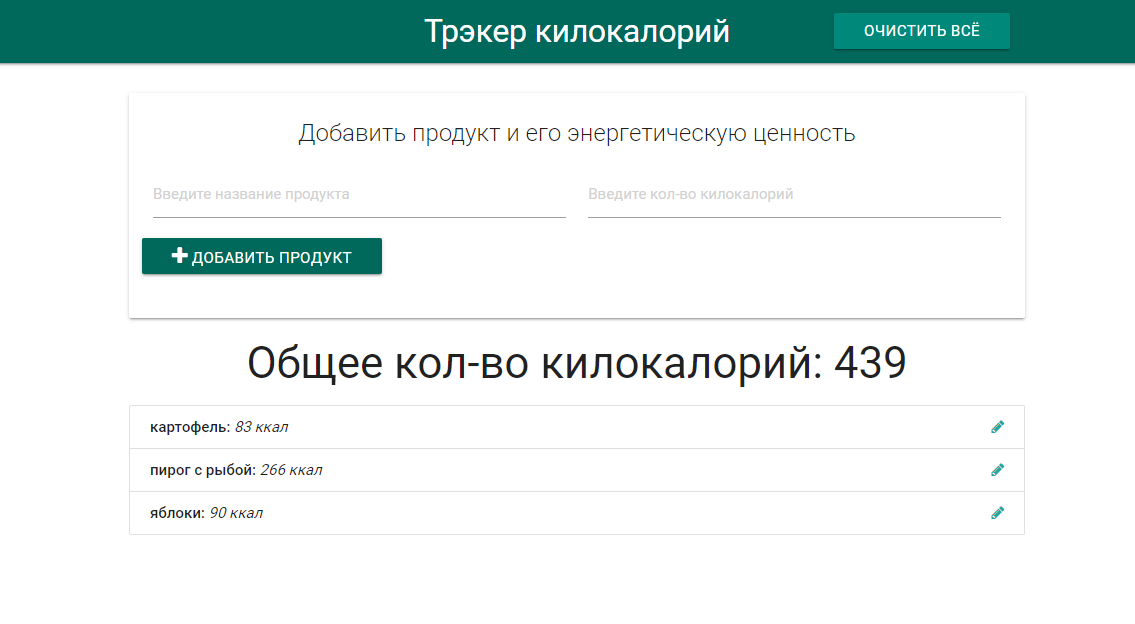 Трэкер килокалорий
ОЧИСТИТЬ ВСЁ
Добавить продукт и его энергетическую ценность
Введите название продукта
Введите кол-во килокалорий
ДОБАВИТЬ ПРОДУКТ
Общее кол-во килокалорий: 439
картофель: 83 ккал
пирог с рыбой: 266 ккал
яблоки: 90 ккал